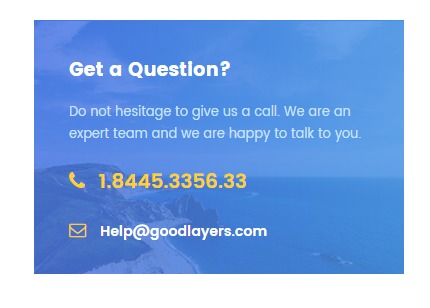 Get a Question?
Do not hesitage to give us a call. We are an
expert team and we are happy to talk to you.
1.8445.3356.33
Help@goodlayers.com